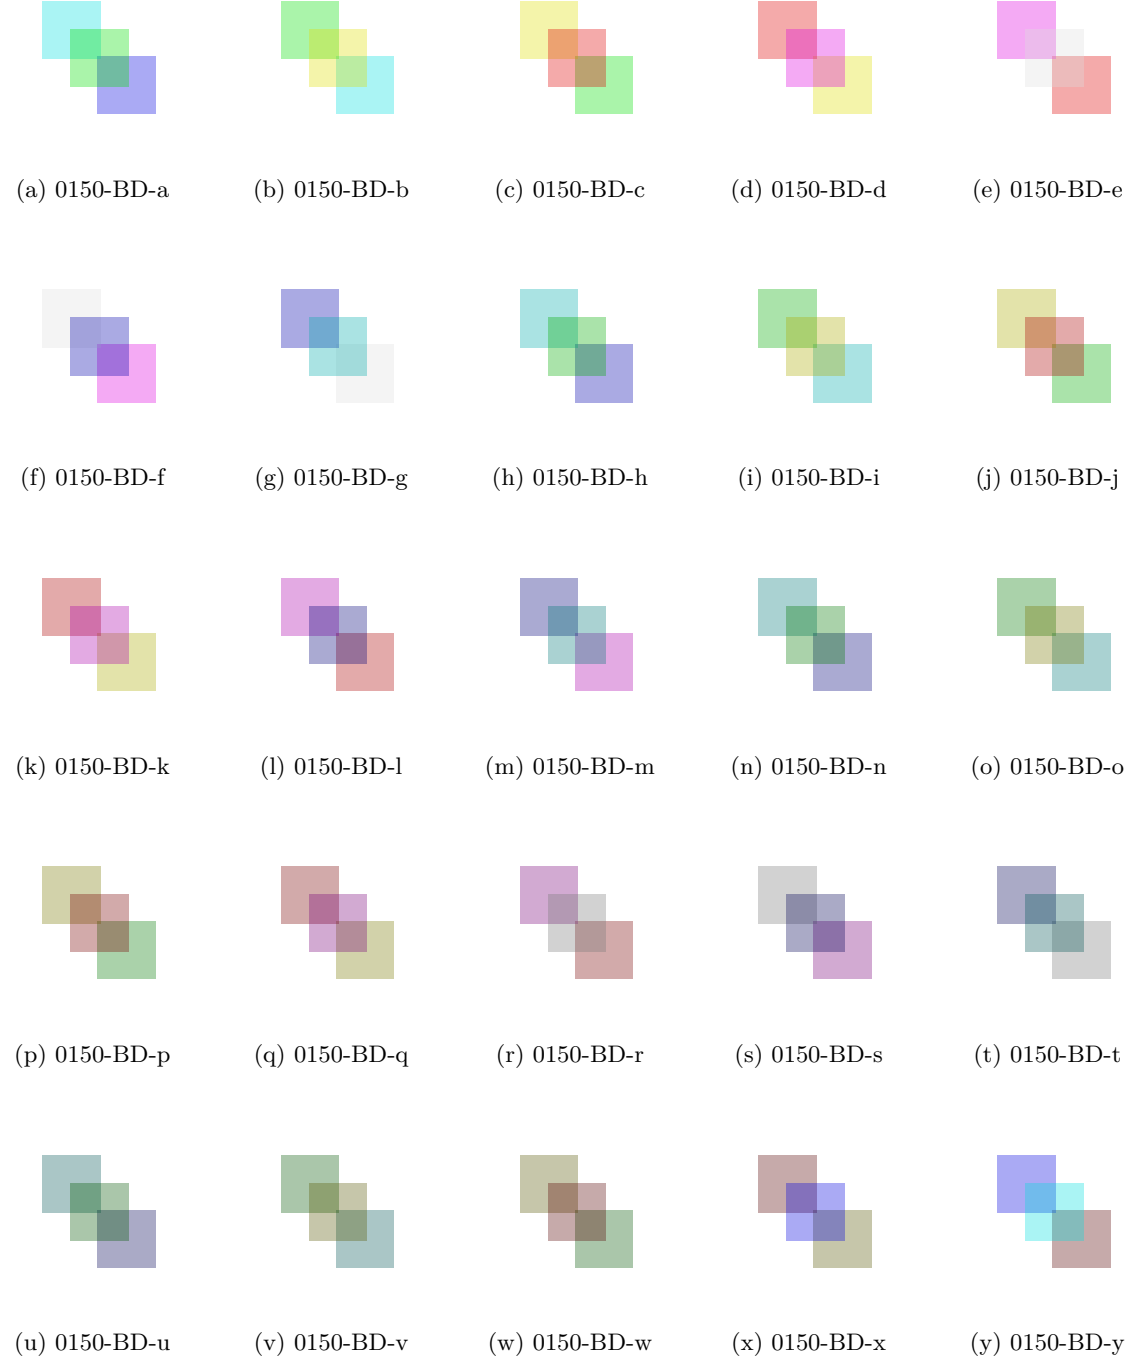 (a) 0150-BD-a (b) 0150-BD-b (c) 0150-BD-c (d) 0150-BD-d (e) 0150-BD-e
(f) 0150-BD-f (g) 0150-BD-g (h) 0150-BD-h (i) 0150-BD-i (j) 0150-BD-j
(k) 0150-BD-k (l) 0150-BD-l (m) 0150-BD-m (n) 0150-BD-n (o) 0150-BD-o
(p) 0150-BD-p (q) 0150-BD-q (r) 0150-BD-r (s) 0150-BD-s (t) 0150-BD-t
(u) 0150-BD-u (v) 0150-BD-v (w) 0150-BD-w (x) 0150-BD-x (y) 0150-BD-y